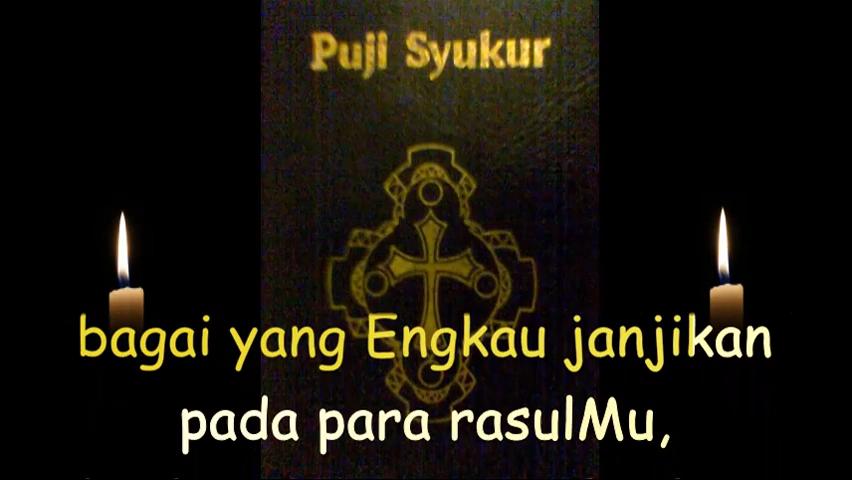 Puji Syukur
bagai yang Engkau janjikan
pada para rasulMu,